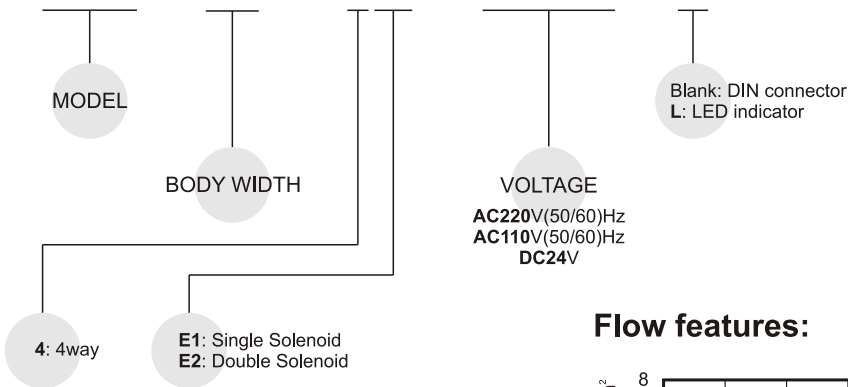 MODEL
BODY WIDTH
VOLTAGE
AC220V(50/60)Hz
AC110V(50/60)Hz
DC24V
Blank: DIN connector
L: LED indicator
4: 4way
E1: Single Solenoid
E2: Double Solenoid
Flow features:
8